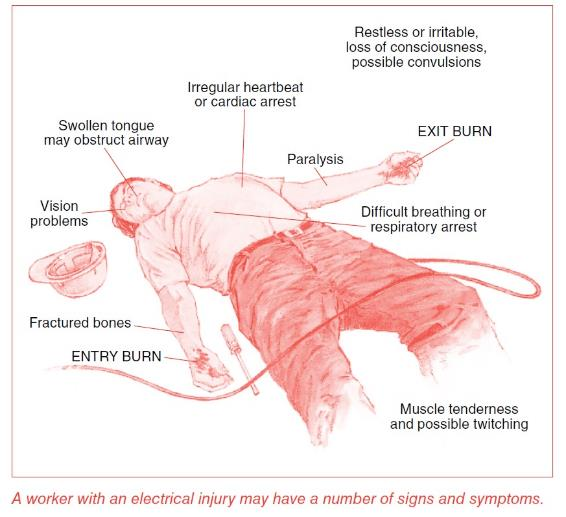 Restless or irritable,
loss of consciousness,
possible convulsions
Irregular heartbeat
or cardiac arrest
Swollen tongue
may obstruct airway
EXIT BURN
Paralysis
Vision
problems
Difficult breathing or
respiratory arrest
Fractured bones
ENTRY BURN
Muscle tenderness
and possible twitching
A worker with an electrical injury may have a number of signs and symptoms.